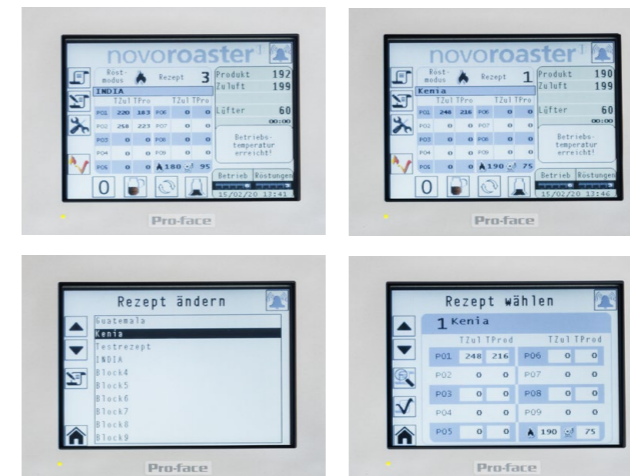 novoroaster
Röst-
modus Rezept 3
Produkt 192
Zuluft 199
INDIA
TZul TPro TZul TPro
P01 220 183 P06 0 0
Lüfter 60
00:00
P02 258 223 P07 0 0
P03 0 0 P08 0 0
Betriebs-
temperatur
erreicht!
P04 0 0 P09 0 0
P05 0 0 180 95
Betrieb Röstungen
0
15/02/20 13:41
Pro-face
novoroaster
Röst-
modus Rezept 1
Produkt 190
Zuluft 199
Kenia
TZul TPro TZul TPro
P01 248 216 P06 0 0
Lüfter 60
00:00
P02 0 0 P07 0 0
P03 0 0 P08 0 0
Betriebs-
temperatur
erreicht!
P04 0 0 P09 0 0
P05 0 0 190 75
Betrieb Röstungen
0
15/02/20 13:46
Pro-face
Rezept ändern
Guatemala
Kenia
Testrezept
INDIA
Block4
Block5
Block6
Block7
Block8
Block9
Pro-face
Rezept wählen
1 Kenia
TZul TProd TZul TProd
P01 248 216 P06 0 0
P02 0 0 P07 0 0
P03 0 0 P08 0 0
P04 0 0 P09 0 0
P05 0 0 190 75
Pro-face